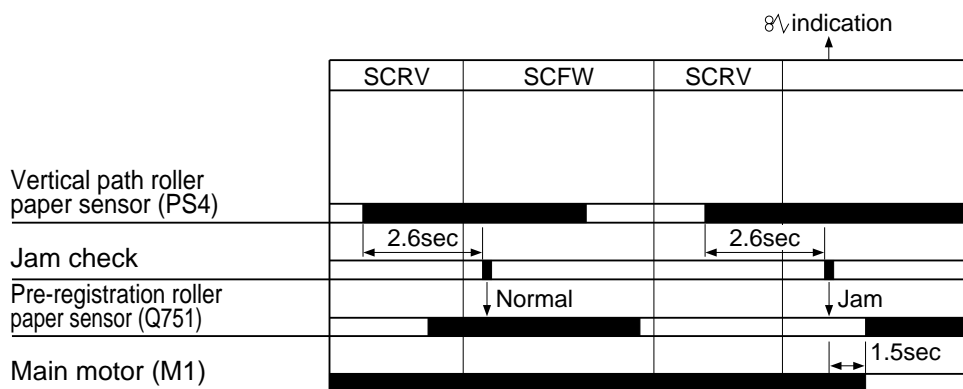 8⁄ indication
SCRV SCFW SCRV
Vertical path roller
paper sensor (PS4)
2.6sec 2.6sec
Jam check
Normal Jam
Pre-registration roller
paper sensor (Q751)
1.5sec
Main motor (M1)